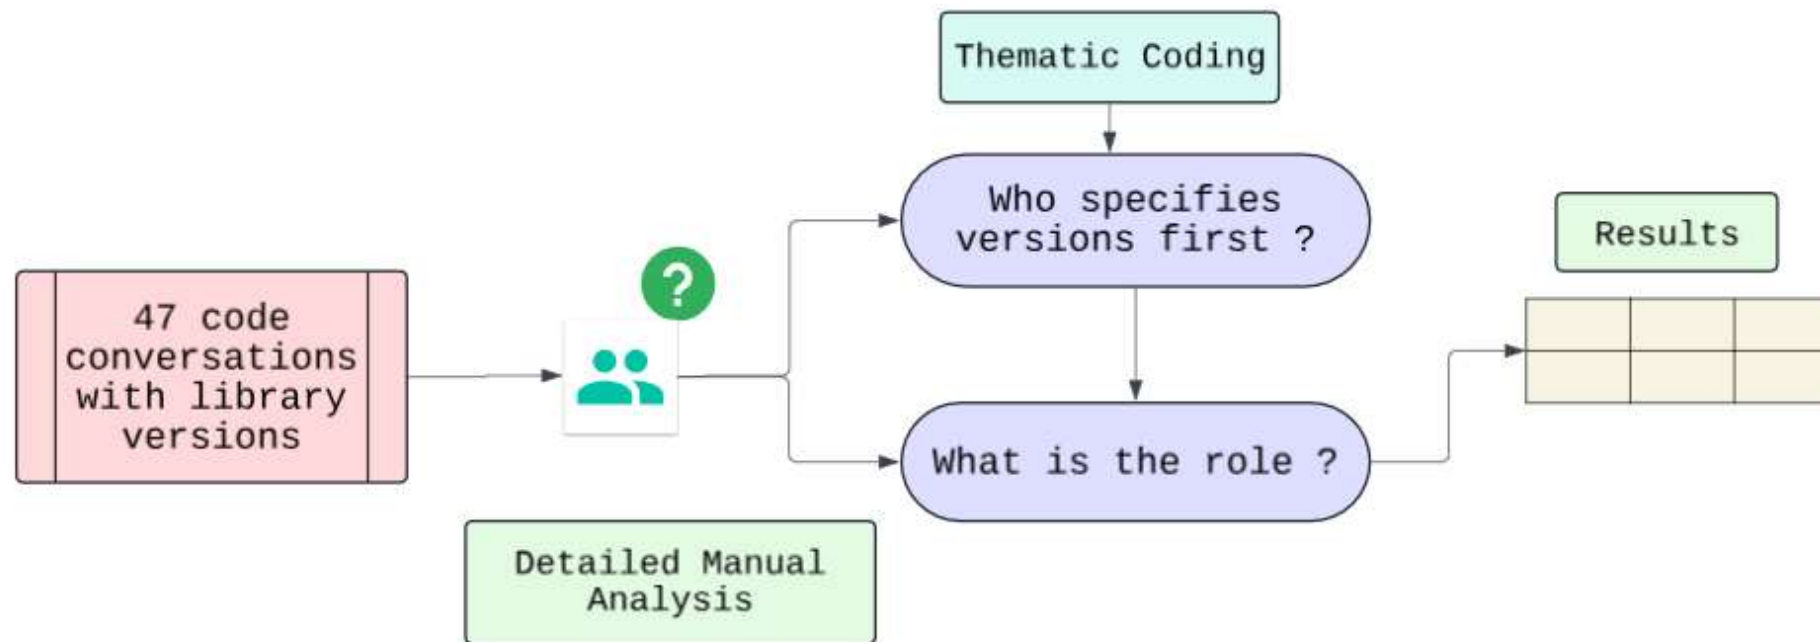 Thematic Coding
Who specifies
versions first ?
Results
?
47 code
conversations
with library
versions
What is the role ?
Detailed Manual
Analysis